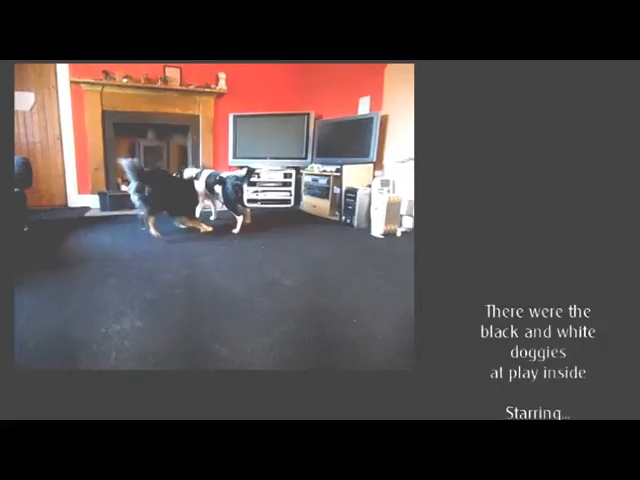 There were the
black and white
doggies
at play inside
Starring...